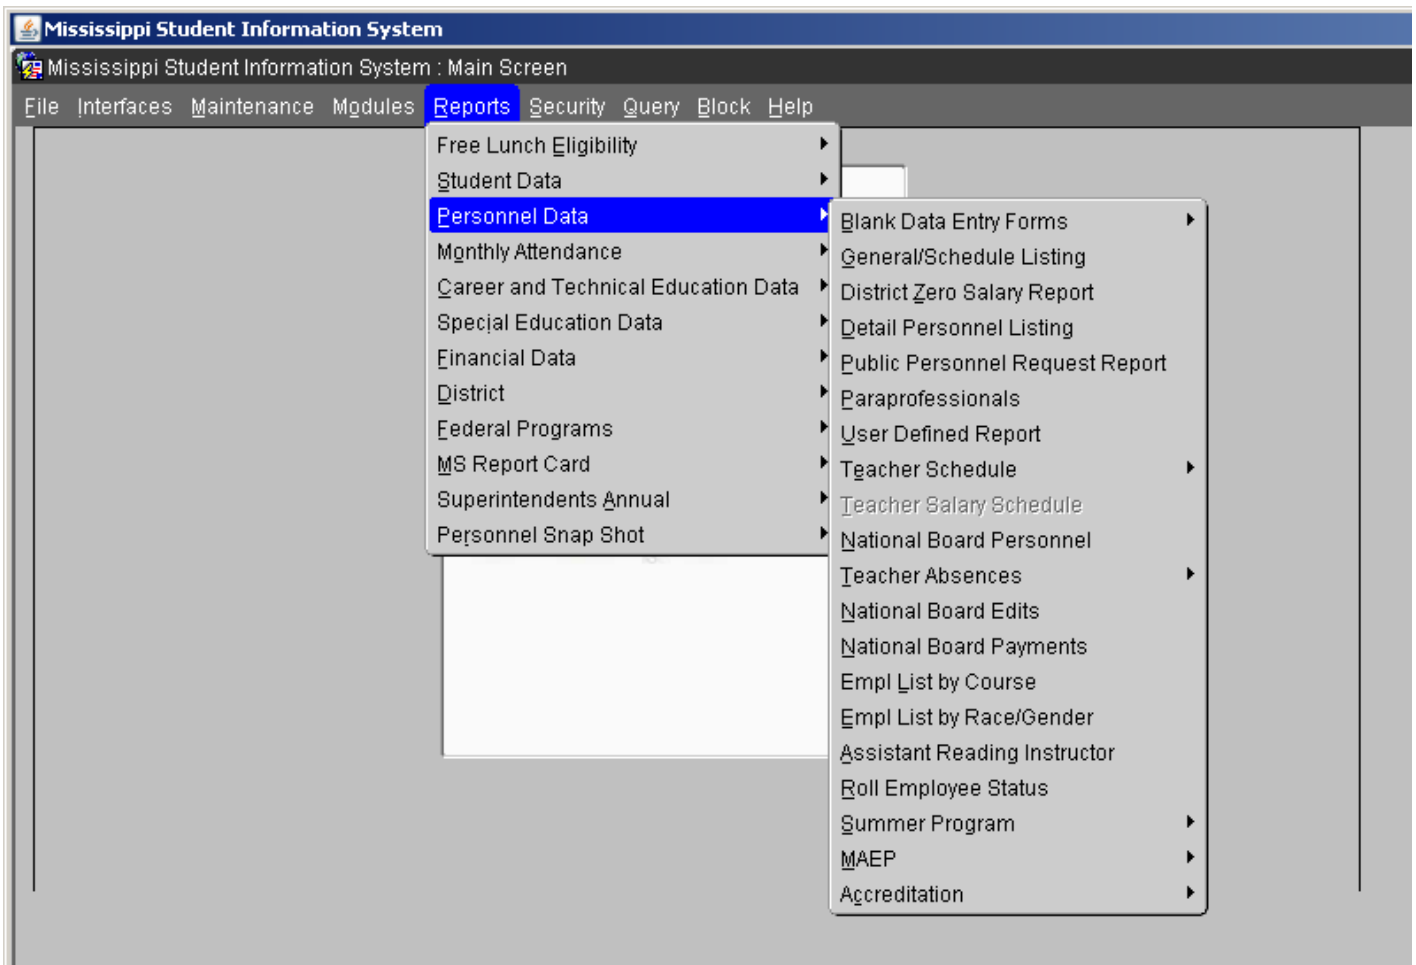 Mississippi Student Information System
Mississippi Student Information System : Main Screen
File Interfaces Maintenance Modules Reports Security Query Block Help
Free Lunch Eligibility
Student Data
Personnel Data
Monthly Attendance
Career and Technical Education Data
Special Education Data
Financial Data
District
Federal Programs
MS Report Card
Superintendents Annual
Personnel Snap Shot
Blank Data Entry Forms
General/Schedule Listing
District Zero Salary Report
Detail Personnel Listing
Public Personnel Request Report
Paraprofessionals
User Defined Report
Teacher Schedule
Teacher Salary Schedule
National Board Personnel
Teacher Absences
National Board Edits
National Board Payments
Empl List by Course
Empl List by Race/Gender
Assistant Reading Instructor
Roll Employee Status
Summer Program
MAEP
Accreditation